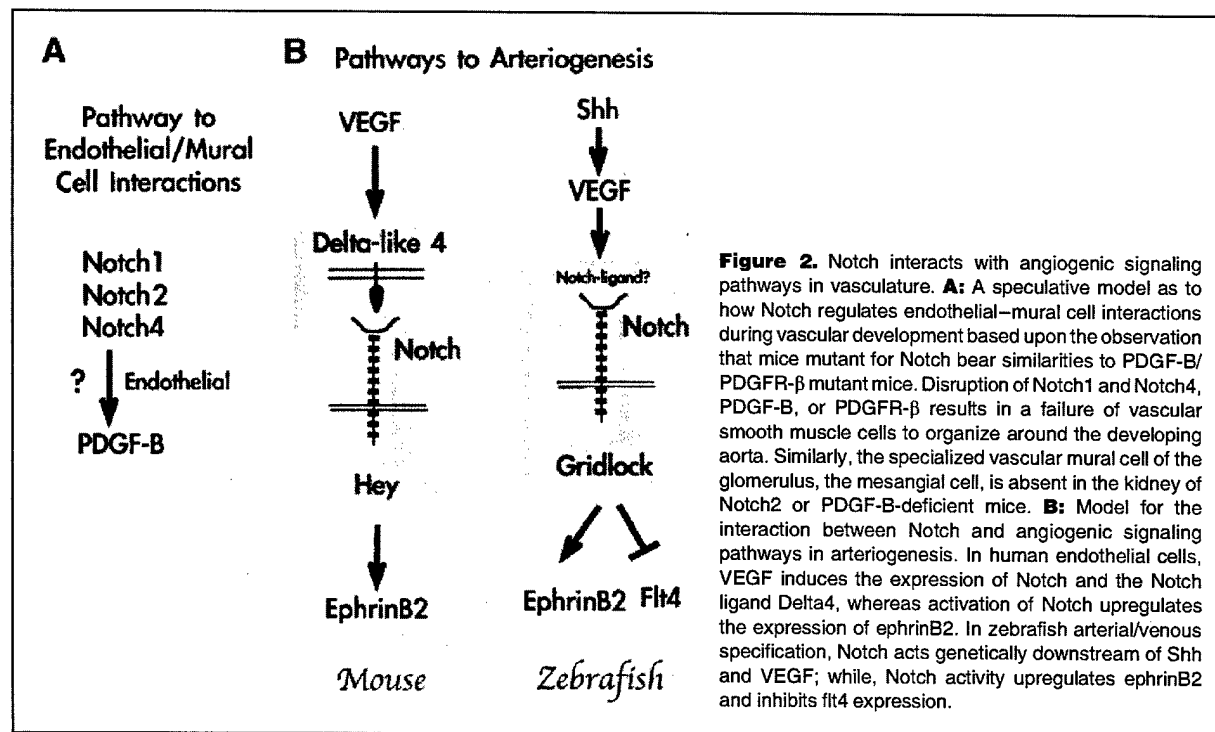 A
Pathway to
Endothelial/Mural
Cell Interactions
Notch1
Notch2
Notch4
?
Endothelial
PDGF-B
B Pathways to Arteriogenesis
VEGF
Delta-like 4
Notch
Hey
EphrinB2
Mouse
Shh
VEGF
Notch-ligand?
Notch
Gridlock
EphrinB2 Flt4
Zebrafish
Figure 2. Notch interacts with angiogenic signaling
pathways in vasculature. A: A speculative model as to
how Notch regulates endothelial–mural cell interactions
during vascular development based upon the observation
that mice mutant for Notch bear similarities to PDGF-B/
PDGFR-β mutant mice. Disruption of Notch1 and Notch4,
PDGF-B, or PDGFR-β results in a failure of vascular
smooth muscle cells to organize around the developing
aorta. Similarly, the specialized vascular mural cell of the
glomerulus, the mesangial cell, is absent in the kidney of
Notch2 or PDGF-B-deficient mice. B: Model for the
interaction between Notch and angiogenic signaling
pathways in arteriogenesis. In human endothelial cells,
VEGF induces the expression of Notch and the Notch
ligand Delta4, whereas activation of Notch upregulates
the expression of ephrinB2. In zebrafish arterial/venous
specification, Notch acts genetically downstream of Shh
and VEGF; while, Notch activity upregulates ephrinB2
and inhibits flt4 expression.